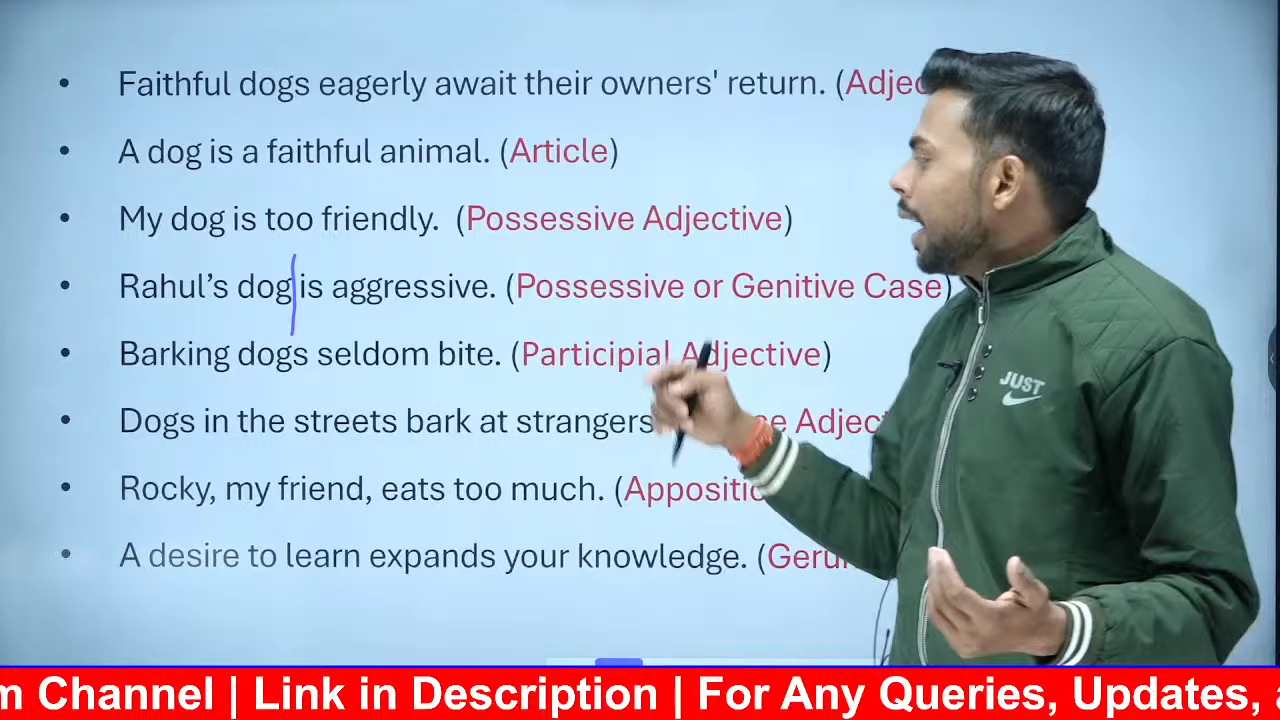 • Faithful dogs eagerly await their owners' return. (Adjec
• A dog is a faithful animal. (Article)
• My dog is too friendly. (Possessive Adjective)
• Rahul’s dog is aggressive. (Possessive or Genitive Case)
• Barking dogs seldom bite. (Participial Adjective)
• Dogs in the streets bark at strangers e Adject
• Rocky, my friend, eats too much. (Appositio
• A desire to learn expands your knowledge. (Geru
JUST
m Channel | Link in Description | For Any Queries, Updates,